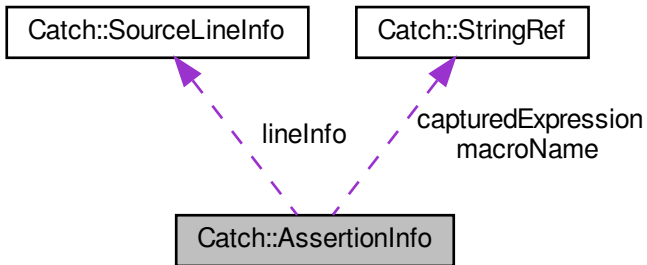 Catch::SourceLineInfo
Catch::StringRef
lineInfo
capturedExpression
macroName
Catch::AssertionInfo